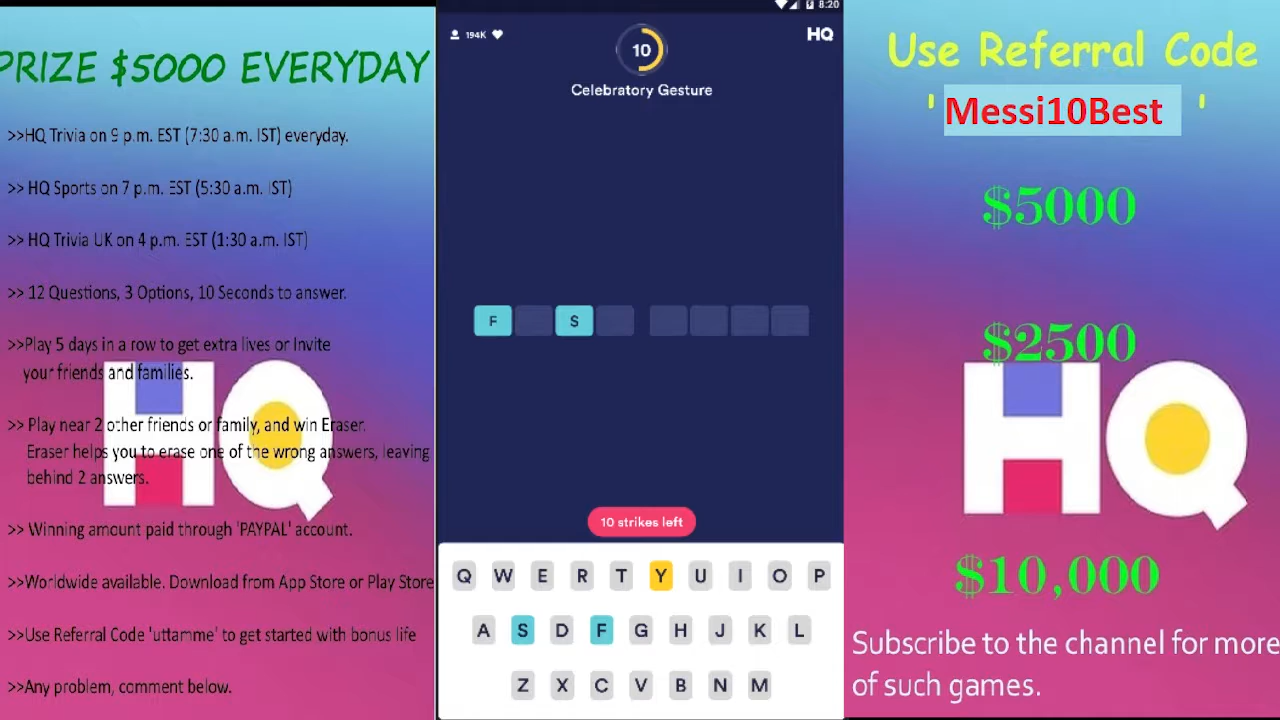 PRIZE $5000 EVERYDAY
>>HQ Trivia on 9 p.m. EST (7:30 a.m. IST) everyday.
>> HQ Sports on 7 p.m. EST (5:30 a.m. IST)
>> HQ Trivia UK on 4 p.m. EST (1:30 a.m. IST)
>> 12 Questions, 3 Options, 10 Seconds to answer.
>>Play 5 days in a row to get extra lives or Invite
your friends and families.
>> Play near 2 other friends or family, and win Eraser.
Eraser helps you to erase one of the wrong answers, leaving
behind 2 answers.
>> Winning amount paid through 'PAYPAL' account.
>>Worldwide available. Download from App Store or Play Store
>>Use Referral Code 'uttamme' to get started with bonus life
>>Any problem, comment below.
HQ
8:20
194K
10
HQ
Celebratory Gesture
F S
10 strikes left
Q W E R T Y U I O P
A S D F G H J K L
Z X C V B N M
Use Referral Code
' Messi10Best '
$5000
$2500
HQ
$10,000
Subscribe to the channel for more
of such games.